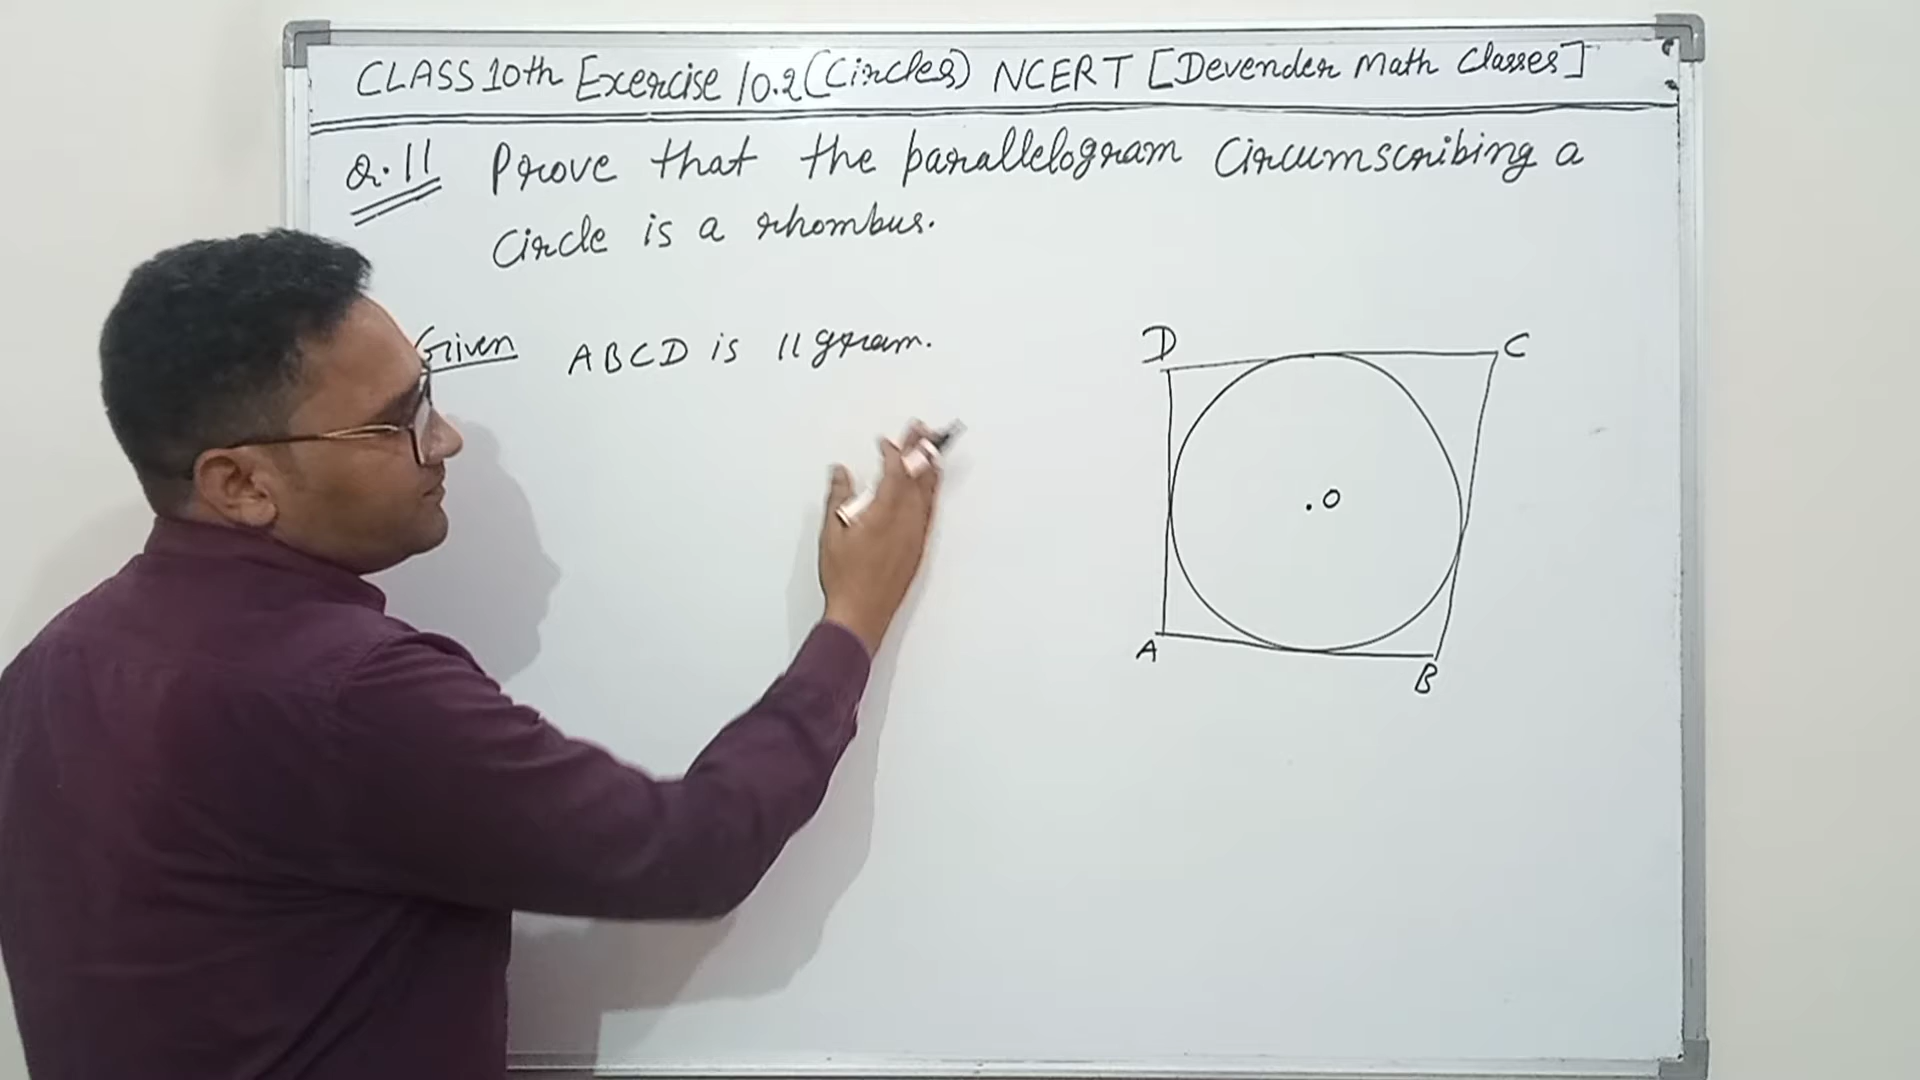 CLASS 10th Exercise 10.2 (Circles) NCERT [Devender Math Classes]
Q.11 Prove that the parallelogram circumscribing a
circle is a rhombus.
Given ABCD is ||gram.
D C
.O
A B